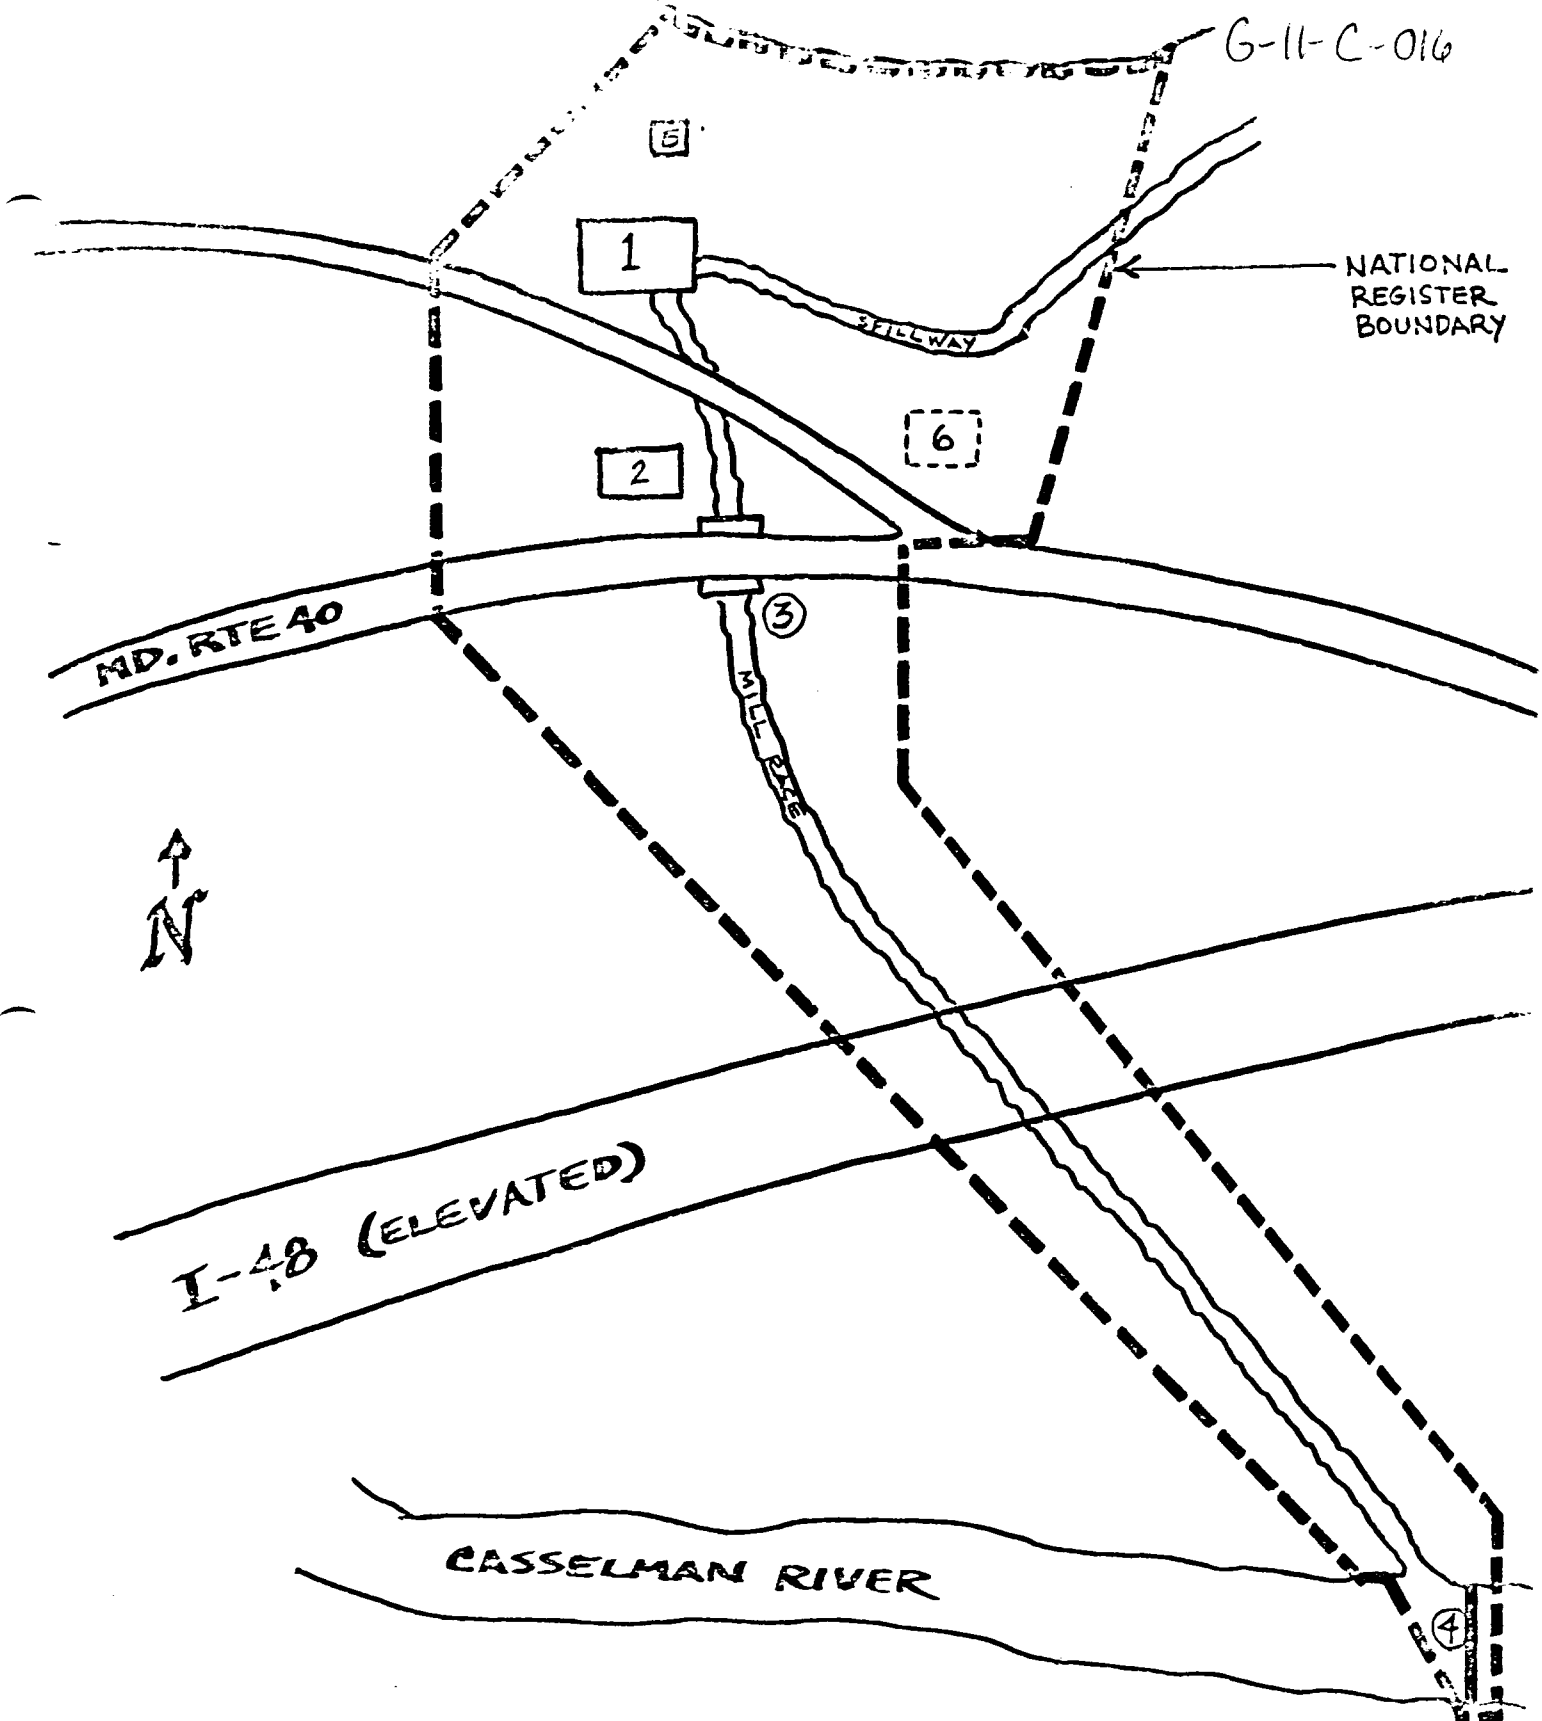 G-11-C-016
5
1
NATIONAL
REGISTER
BOUNDARY
SPILLWAY
6
2
3
MD. RTE 40
MILL RACE
N
I-48 (ELEVATED)
CASSELMAN RIVER
4